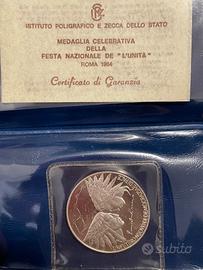 ISTITUTO POLIGRAFICO E ZECCA DELLO STATO
MEDAGLIA CELEBRATIVA
DELLA
FESTA NAZIONALE DE "L'UNITÀ"
ROMA 1984
Certificato di Garanzia
subito